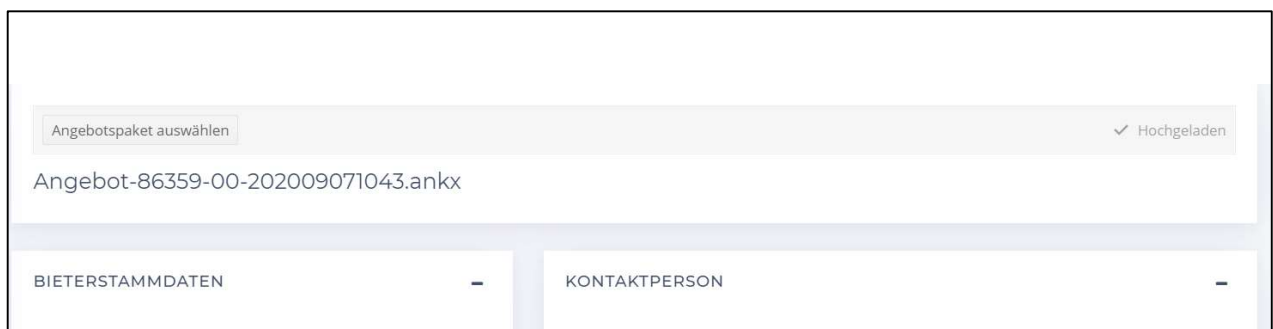 Angebotspaket auswählen
Hochgeladen
Angebot-86359-00-202009071043.ankx
BIETERSTAMMDATEN
KONTAKTPERSON